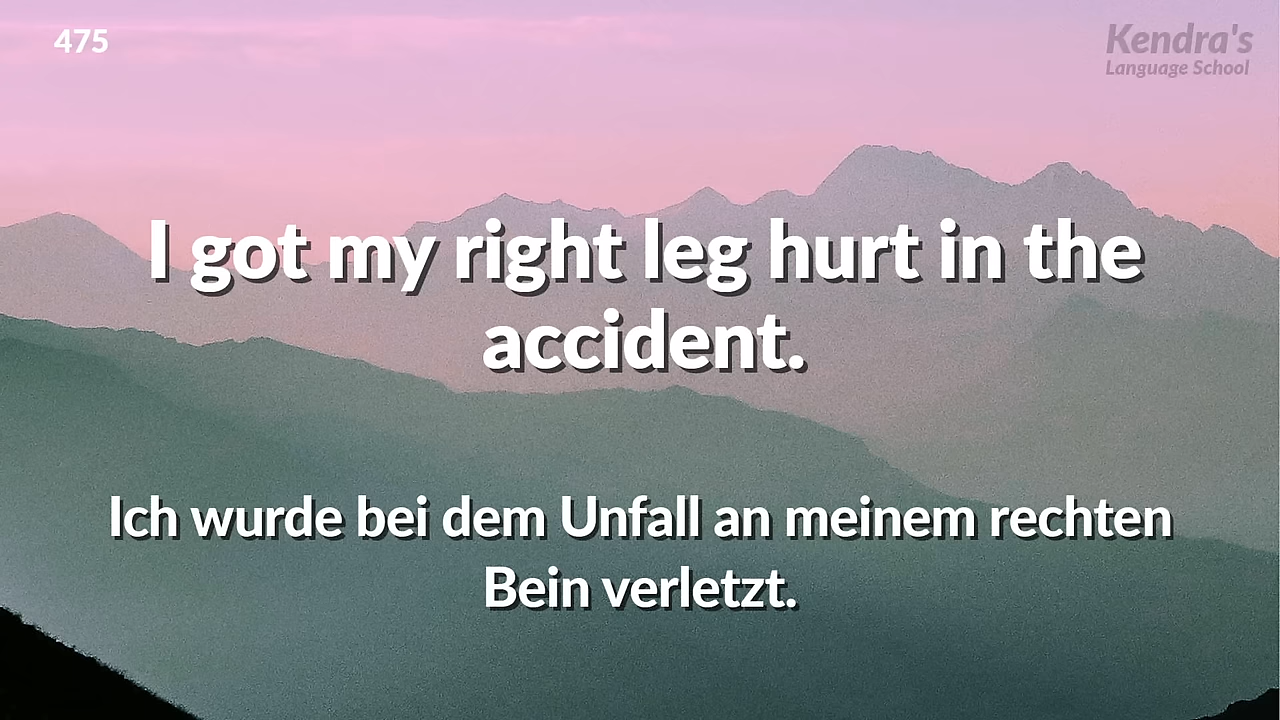 475
Kendra's
Language School
I got my right leg hurt in the
accident.
Ich wurde bei dem Unfall an meinem rechten
Bein verletzt.